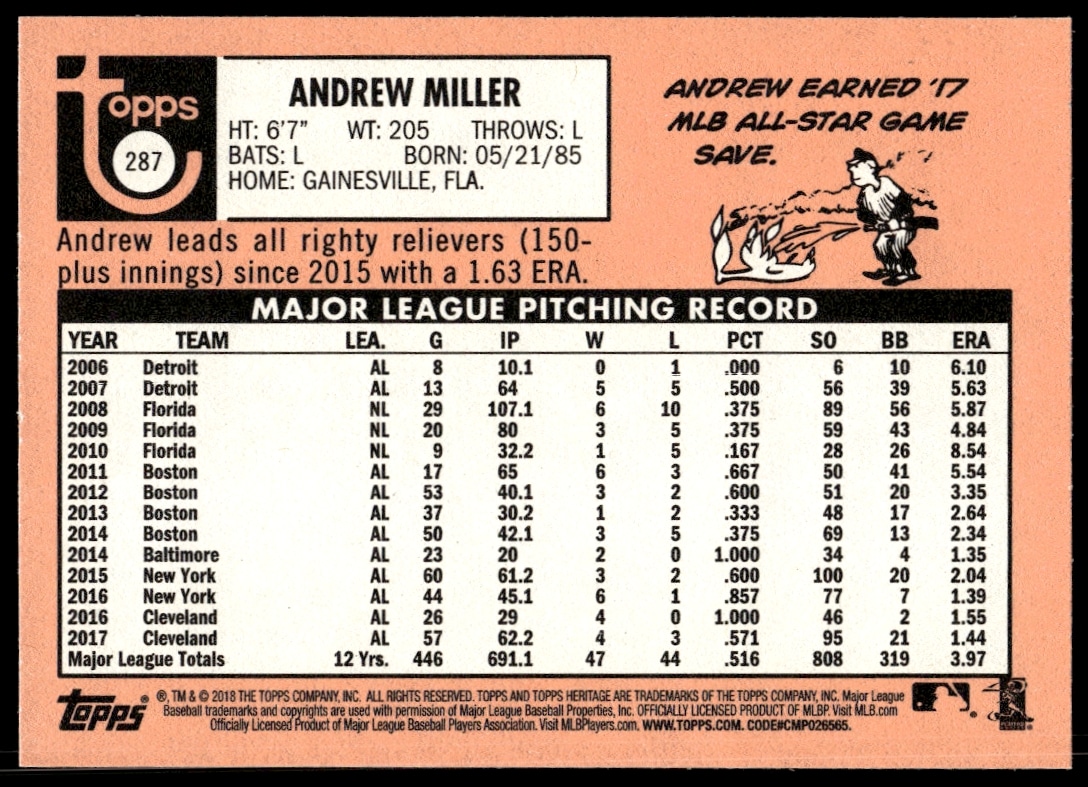 topps
287
ANDREW MILLER
HT: 6'7" WT: 205 THROWS: L
BATS: L BORN: 05/21/85
HOME: GAINESVILLE, FLA.
ANDREW EARNED '17
MLB ALL-STAR GAME
SAVE.
Andrew leads all righty relievers (150-
plus innings) since 2015 with a 1.63 ERA.
MAJOR LEAGUE PITCHING RECORD
YEAR TEAM LEA. G IP W L PCT SO BB ERA
2006 Detroit AL 8 10.1 0 1 .000 6 10 6.10
2007 Detroit AL 13 64 5 5 .500 56 39 5.63
2008 Florida NL 29 107.1 6 10 .375 89 56 5.87
2009 Florida NL 20 80 3 5 .375 59 43 4.84
2010 Florida NL 9 32.2 1 5 .167 28 26 8.54
2011 Boston AL 17 65 6 3 .667 50 41 5.54
2012 Boston AL 53 40.1 3 2 .600 51 20 3.35
2013 Boston AL 37 30.2 1 2 .333 48 17 2.64
2014 Boston AL 50 42.1 3 5 .375 69 13 2.34
2014 Baltimore AL 23 20 2 0 1.000 34 4 1.35
2015 New York AL 60 61.2 3 2 .600 100 20 2.04
2016 New York AL 44 45.1 6 1 .857 77 7 1.39
2016 Cleveland AL 26 29 4 0 1.000 46 2 1.55
2017 Cleveland AL 57 62.2 4 3 .571 95 21 1.44
Major League Totals 12 Yrs. 446 691.1 47 44 .516 808 319 3.97
Topps ®, TM & © 2018 THE TOPPS COMPANY, INC. ALL RIGHTS RESERVED. TOPPS AND TOPPS HERITAGE ARE TRADEMARKS OF THE TOPPS COMPANY, INC. Major League
Baseball trademarks and copyrights are used with permission of Major League Baseball Properties, Inc. OFFICIALLY LICENSED PRODUCT OF MLBP. Visit MLB.com
Officially Licensed Product of Major League Baseball Players Association. Visit MLBPlayers.com. WWW.TOPPS.COM. CODE#CMP026565.